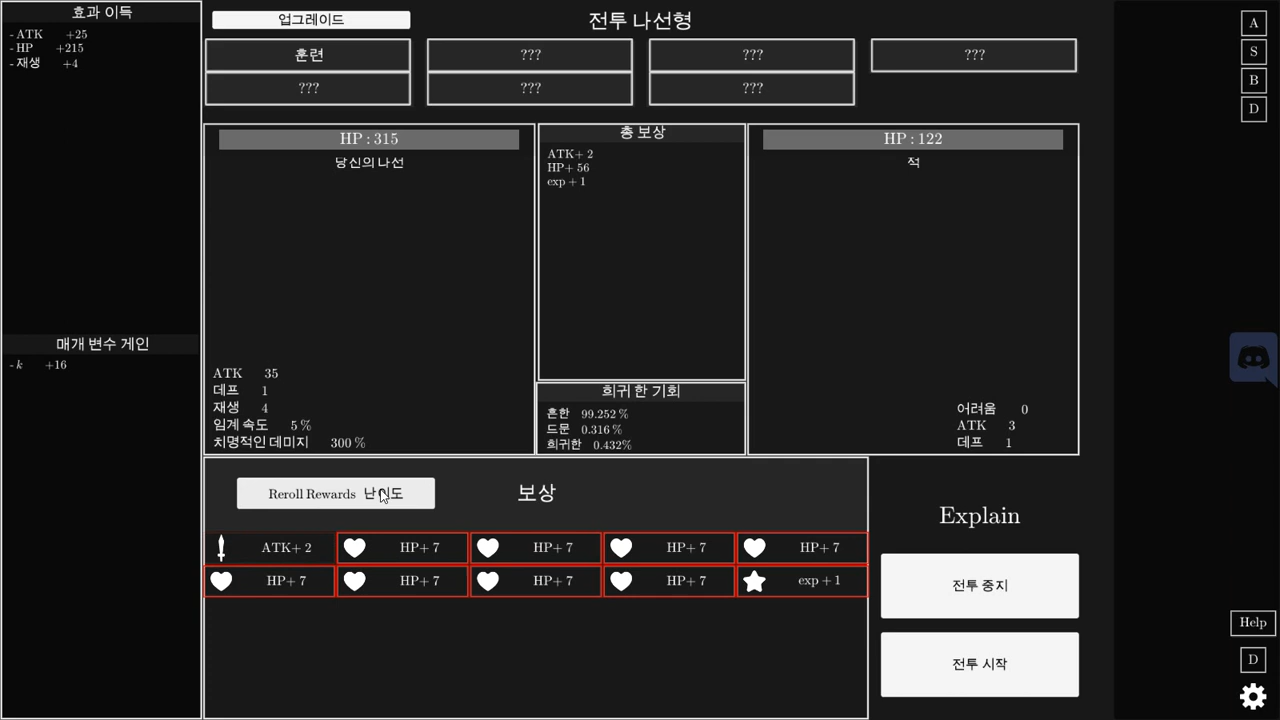 효과 이득
- ATK +25
- HP +215
- 재생 +4
매개 변수 게인
- k +16
업그레이드
전투 나선형
훈련
???
???
???
???
???
???
HP : 315
당신의 나선
ATK 35
데프 1
재생 4
임계 속도 5 %
치명적인 데미지 300 %
총 보상
ATK+ 2
HP+ 56
exp + 1
희귀 한 기회
흔한 99.252 %
드문 0.316 %
희귀한 0.432%
HP : 122
적
어려움 0
ATK 3
데프 1
Reroll Rewards 난이도
보상
ATK+ 2
HP+ 7
HP+ 7
HP+ 7
HP+ 7
HP+ 7
HP+ 7
HP+ 7
HP+ 7
exp + 1
Explain
전투 중지
전투 시작
A
S
B
D
Help
D